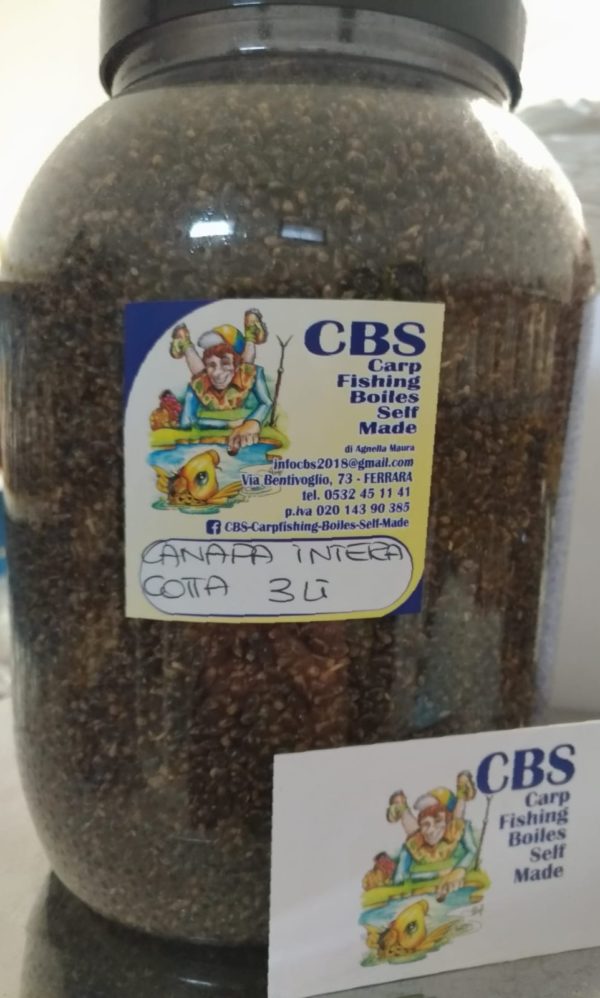 CBS
Carp
Fishing
Boiles
Self
Made
di Agnella Maura
infocbs2018@gmail.com
Via Bentivoglio, 73 - FERRARA
tel. 0532 45 11 41
p.iva 020 143 90 385
CBS-Carpfishing-Boiles-Self-Made
CANAPA INTERA
COTTA 3 Lt
CBS
Carp
Fishing
Boiles
Self
Made